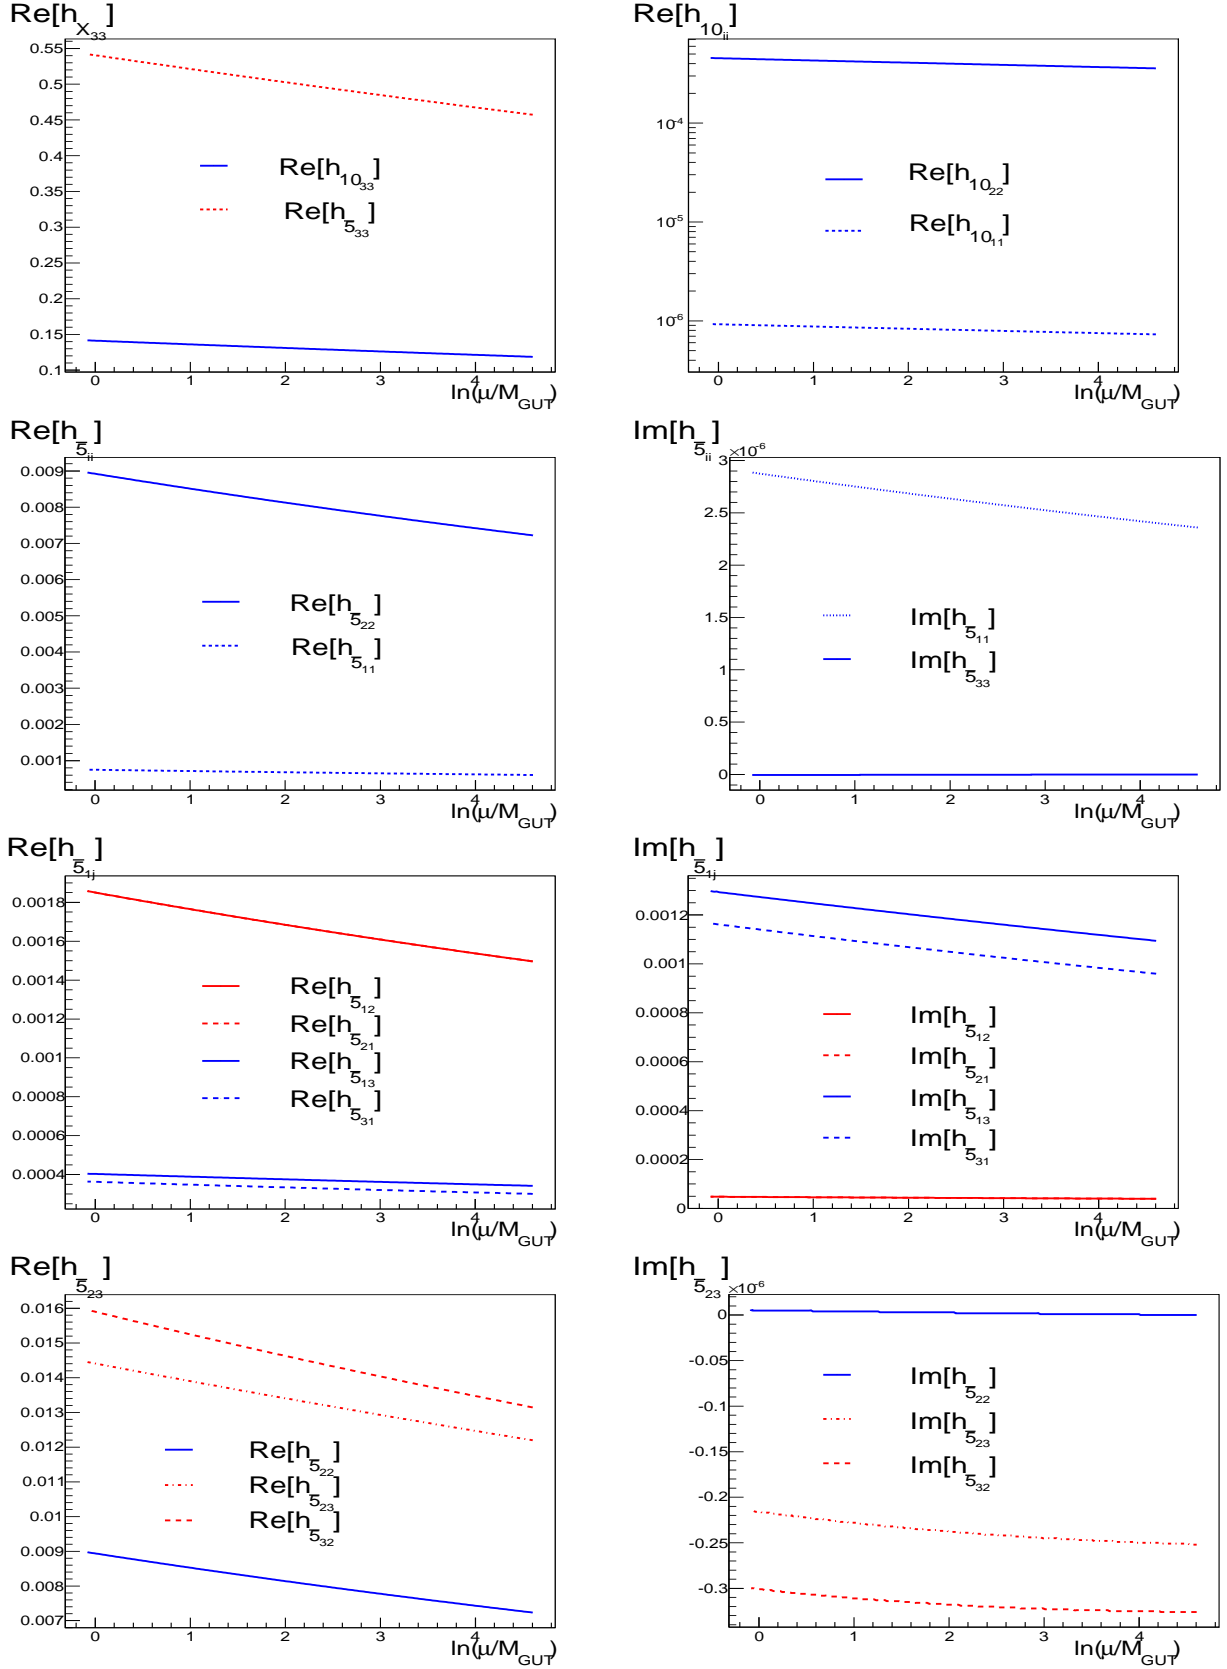 Re[h_X_33]
0.55
0.5
0.45
0.4
0.35
0.3
0.25
0.2
0.15
0.1
Re[h_10_33]
Re[h_5̅_33]
0 1 2 3 4
ln(μ/M_GUT)
Re[h_10_ii]
10^-4
10^-5
10^-6
Re[h_10_22]
Re[h_10_11]
0 1 2 3 4
ln(μ/M_GUT)
Re[h_5̅_ii]
0.009
0.008
0.007
0.006
0.005
0.004
0.003
0.002
0.001
Re[h_5̅_22]
Re[h_5̅_11]
0 1 2 3 4
ln(μ/M_GUT)
Im[h_5̅_ii]
×10^-6
3
2.5
2
1.5
1
0.5
0
Im[h_5̅_11]
Im[h_5̅_33]
0 1 2 3 4
ln(μ/M_GUT)
Re[h_5̅_1j]
0.0018
0.0016
0.0014
0.0012
0.001
0.0008
0.0006
0.0004
Re[h_5̅_12]
Re[h_5̅_21]
Re[h_5̅_13]
Re[h_5̅_31]
0 1 2 3 4
ln(μ/M_GUT)
Im[h_5̅_1j]
0.0012
0.001
0.0008
0.0006
0.0004
0.0002
0
Im[h_5̅_12]
Im[h_5̅_21]
Im[h_5̅_13]
Im[h_5̅_31]
0 1 2 3 4
ln(μ/M_GUT)
Re[h_5̅_23]
0.016
0.015
0.014
0.013
0.012
0.011
0.01
0.009
0.008
0.007
Re[h_5̅_22]
Re[h_5̅_23]
Re[h_5̅_32]
0 1 2 3 4
ln(μ/M_GUT)
Im[h_5̅_23]
×10^-6
0
-0.05
-0.1
-0.15
-0.2
-0.25
-0.3
Im[h_5̅_22]
Im[h_5̅_23]
Im[h_5̅_32]
0 1 2 3 4
ln(μ/M_GUT)